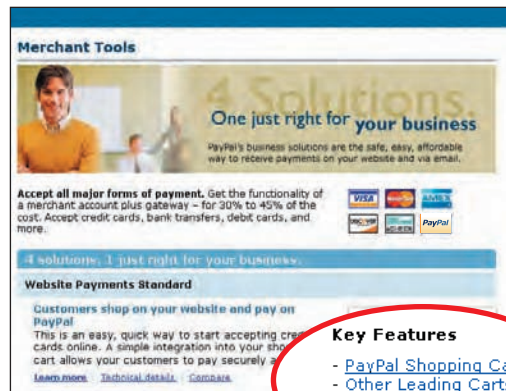 Merchant Tools
4 Solutions.
One just right for your business
PayPal's business solutions are the safe, easy, affordable
way to receive payments on your website and via email.
Accept all major forms of payment. Get the functionality of
a merchant account plus gateway – for 30% to 45% of the
cost. Accept credit cards, bank transfers, debit cards, and
more.
VISA MasterCard AMEX
DISCOVER eCHECK PayPal
4 solutions. 1 just right for your business.
Website Payments Standard
Customers shop on your website and pay on
PayPal
This is an easy, quick way to start accepting
cards online. A simple integration into your
cart allows your customers to pay securely
Learn more Technical details Compare
Key Features
- PayPal Shopping
- Other Leading Carts